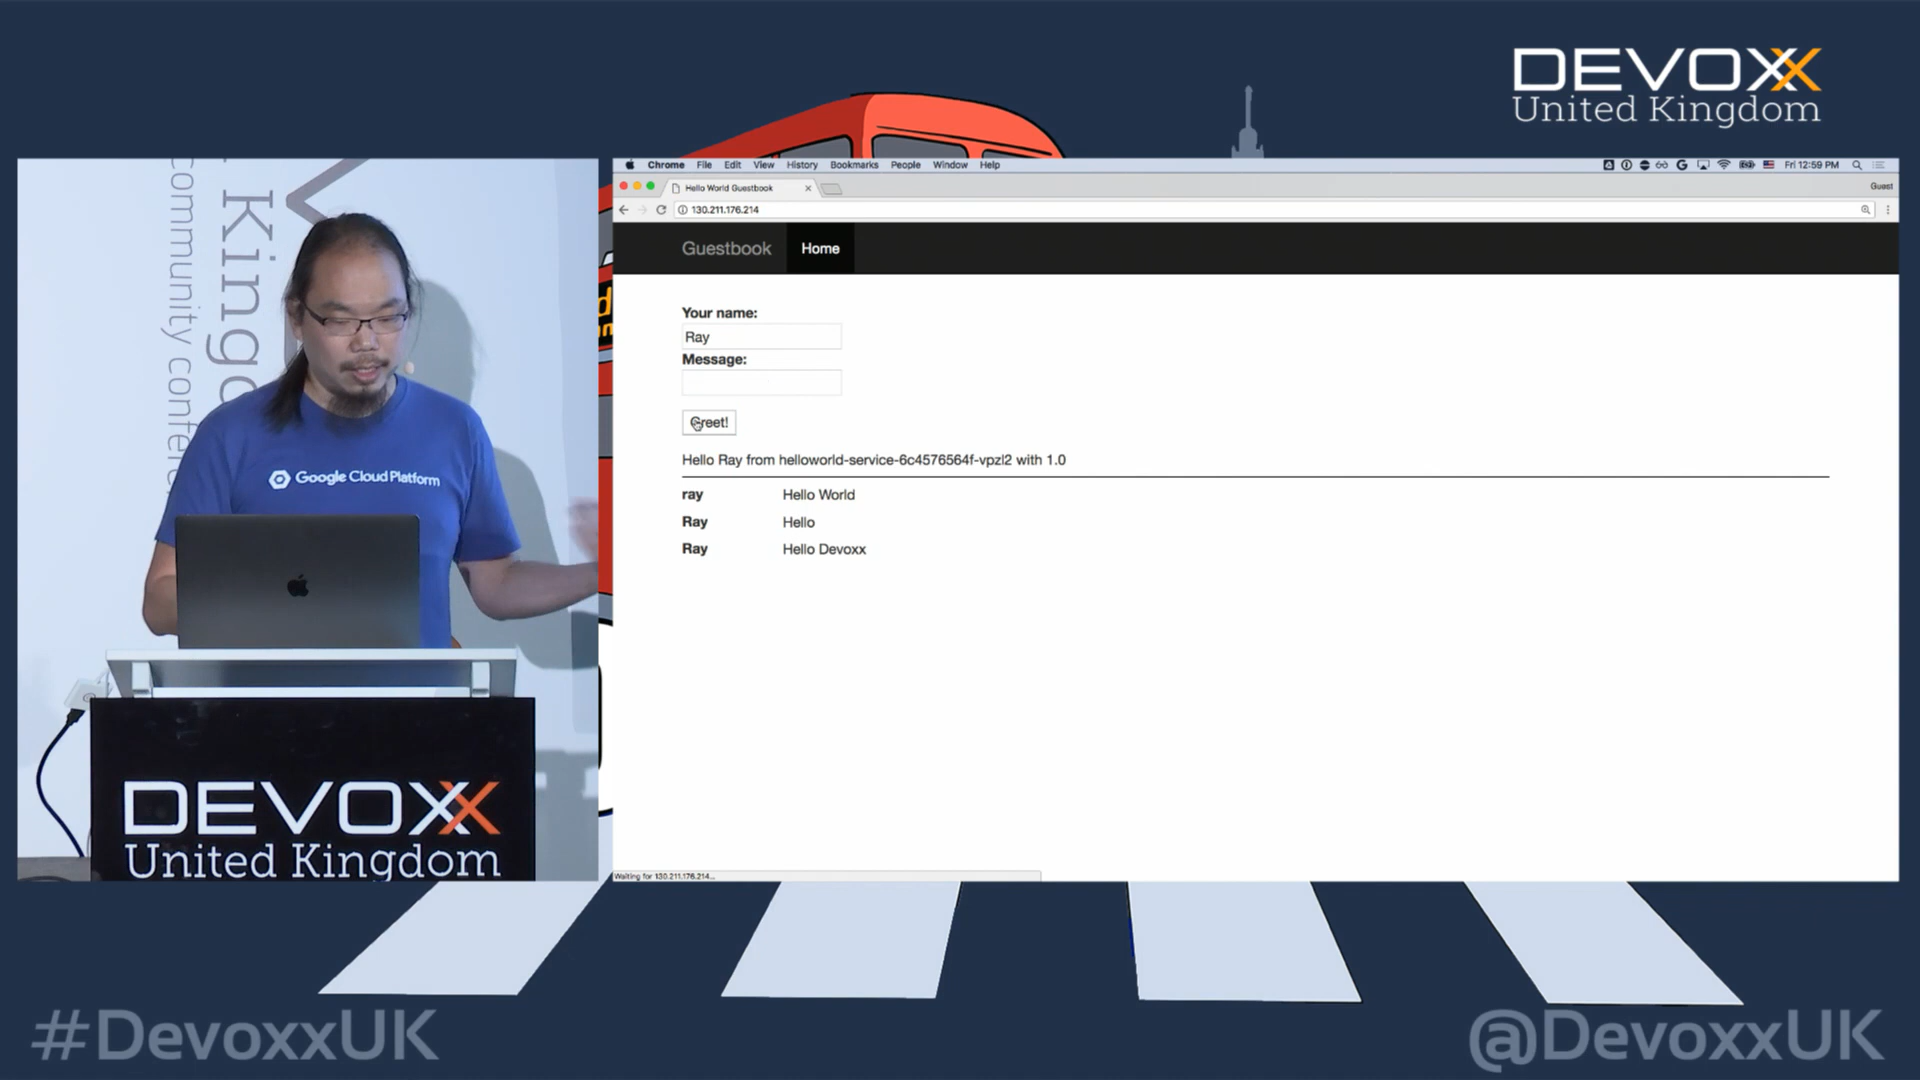 DEVOXX
United Kingdom
Kingd
community confere
Google Cloud Platform
DEVOXX
United Kingdom
Chrome File Edit View History Bookmarks People Window Help
Fri 12:59 PM
Hello World Guestbook
Guest
130.211.176.214
Guestbook Home
Your name:
Ray
Message:
Greet!
Hello Ray from helloworld-service-6c4576564f-vpzl2 with 1.0
ray Hello World
Ray Hello
Ray Hello Devoxx
Waiting for 130.211.176.214...
#DevoxxUK
@DevoxxUK